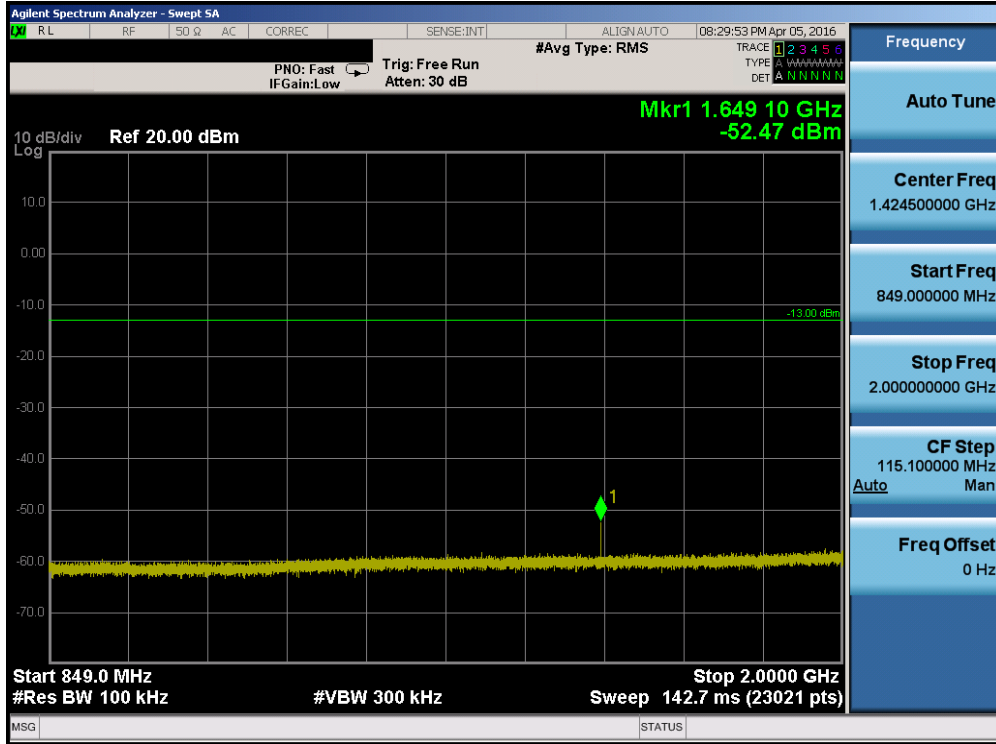 Agilent Spectrum Analyzer - Swept SA
LXI RL RF 50 Ω AC CORREC SENSE:INT ALIGN AUTO 08:29:53 PM Apr 05, 2016
#Avg Type: RMS
TRACE 1 2 3 4 5 6
TYPE A WWWWW
DET A N N N N N
PNO: Fast
IFGain:Low
Trig: Free Run
Atten: 30 dB
Mkr1 1.649 10 GHz
-52.47 dBm
10 dB/div Ref 20.00 dBm
Log
10.0
0.00
-10.0
-13.00 dBm
-20.0
-30.0
-40.0
-50.0
1
-60.0
-70.0
Start 849.0 MHz Stop 2.0000 GHz
#Res BW 100 kHz #VBW 300 kHz Sweep 142.7 ms (23021 pts)
MSG STATUS
Frequency
Auto Tune
Center Freq
1.424500000 GHz
Start Freq
849.000000 MHz
Stop Freq
2.000000000 GHz
CF Step
115.100000 MHz
Auto Man
Freq Offset
0 Hz